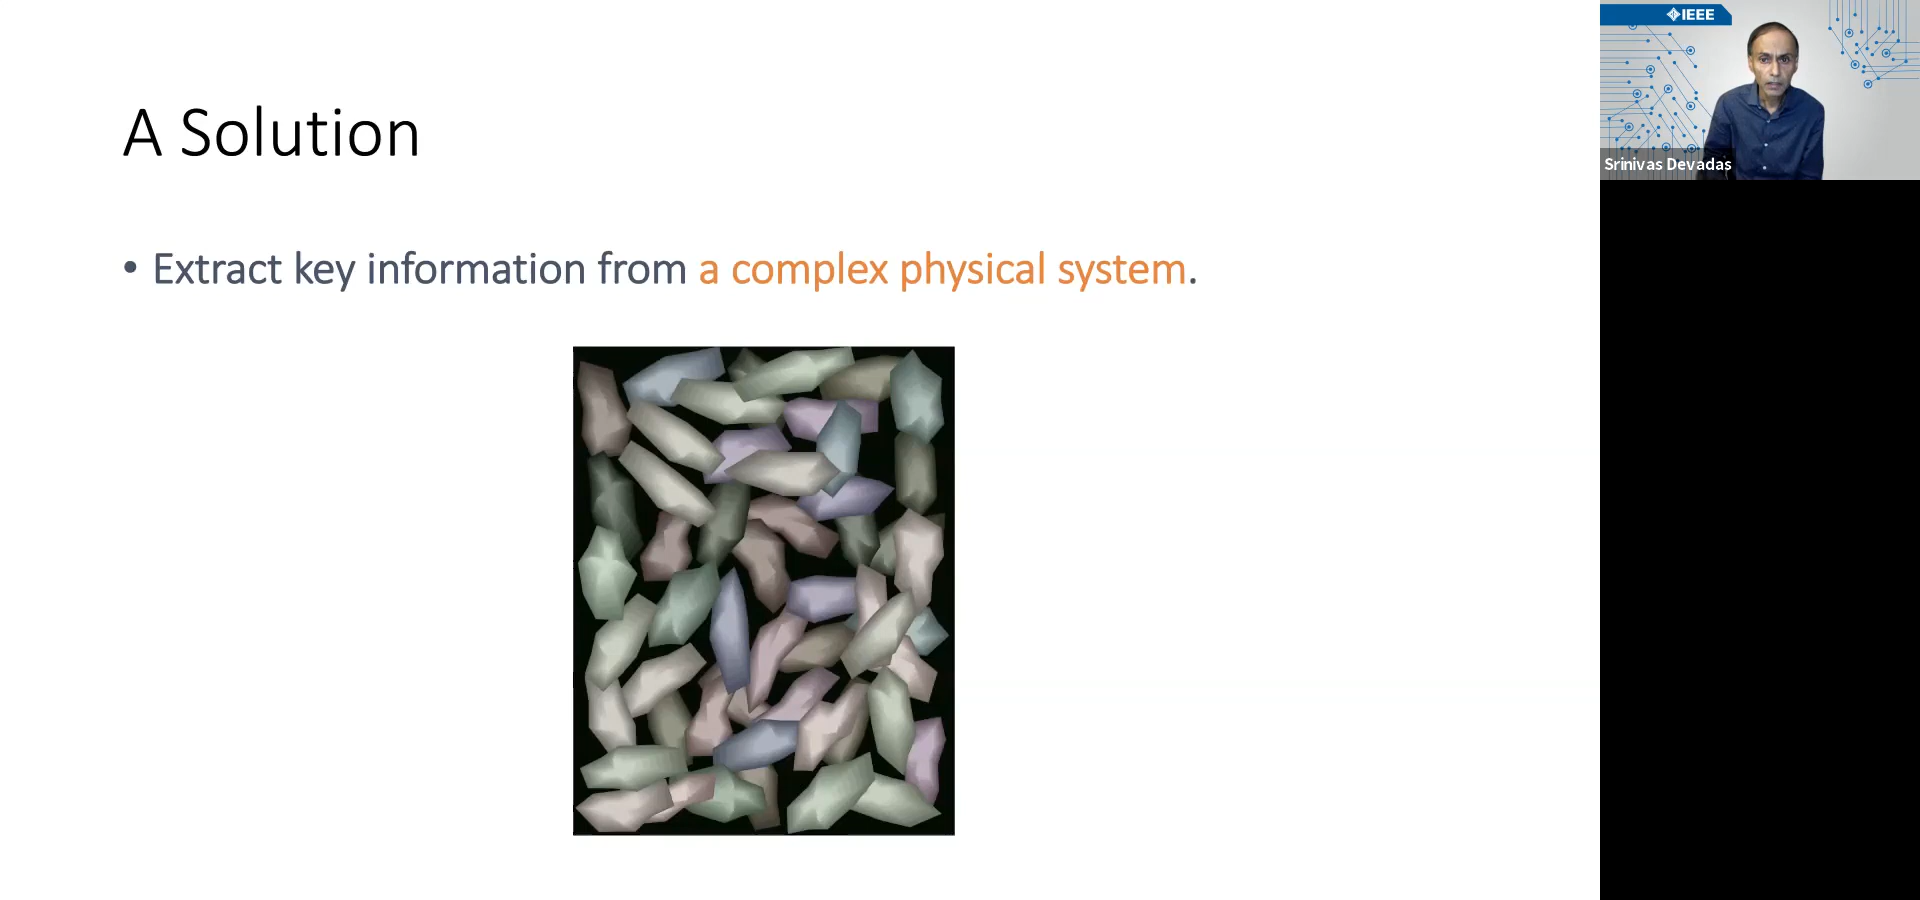 IEEE
Srinivas Devadas
A Solution
• Extract key information from a complex physical system.